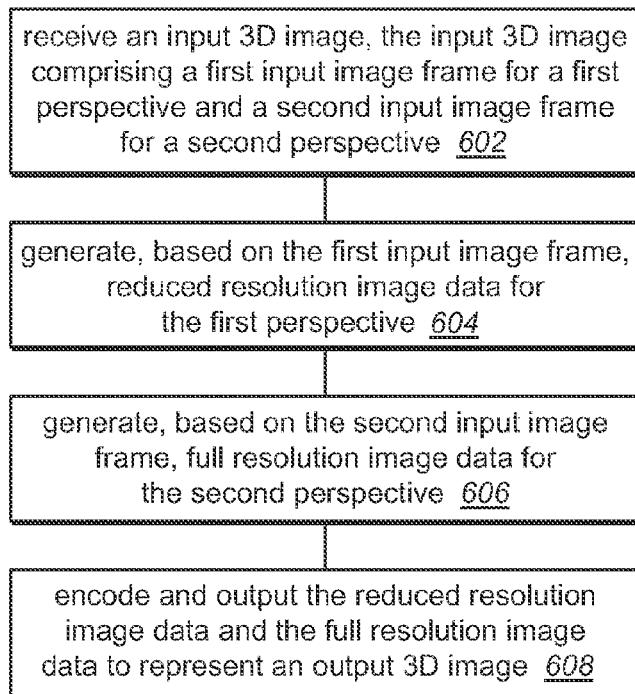 receive an input 3D image, the input 3D image
comprising a first input image frame for a first
perspective and a second input image frame
for a second perspective 602
generate, based on the first input image frame,
reduced resolution image data for
the first perspective 604
generate, based on the second input image
frame, full resolution image data for
the second perspective 606
encode and output the reduced resolution
image data and the full resolution image
data to represent an output 3D image 608